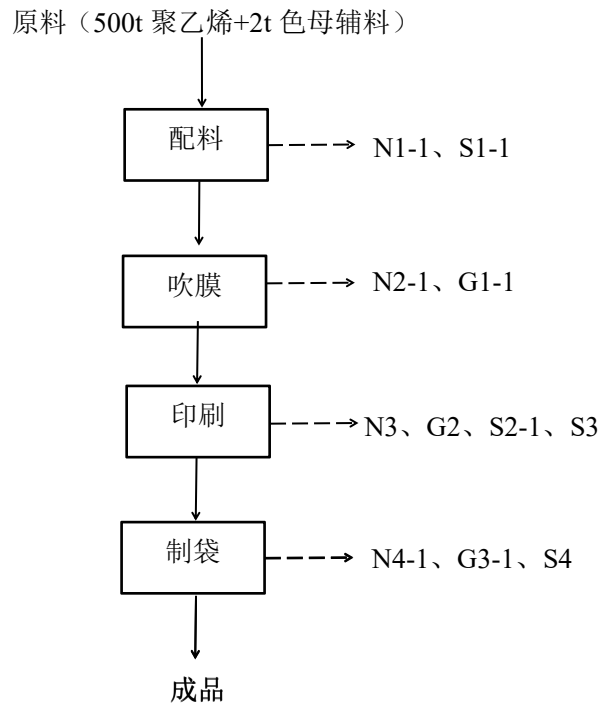 原料（500t 聚乙烯+2t 色母辅料）
配料
N1-1、S1-1
吹膜
N2-1、G1-1
印刷
N3、G2、S2-1、S3
制袋
N4-1、G3-1、S4
成品